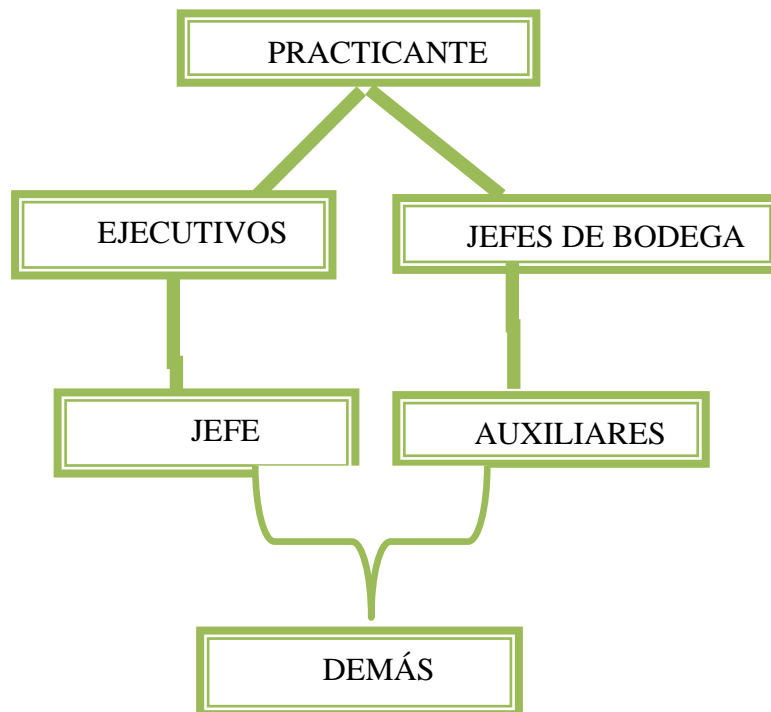 PRACTICANTE
EJECUTIVOS
JEFES DE BODEGA
JEFE
AUXILIARES
DEMÁS